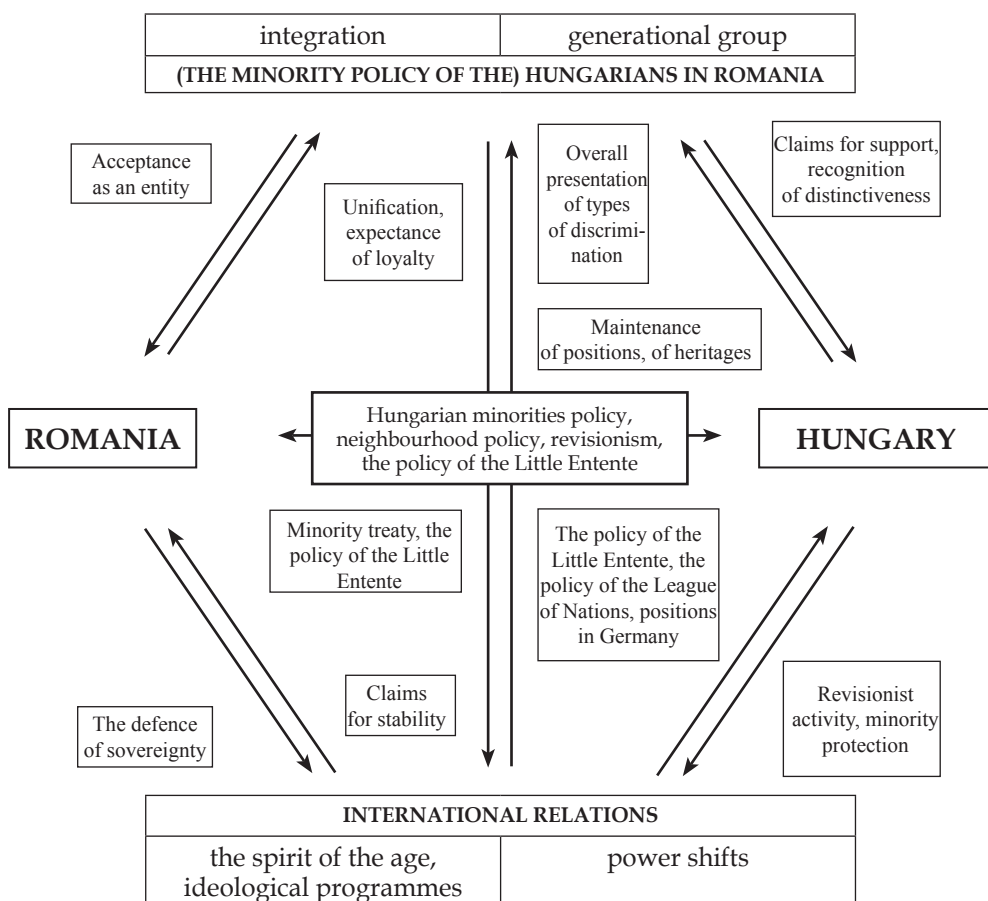 integration
generational group
(THE MINORITY POLICY OF THE) HUNGARIANS IN ROMANIA
Acceptance
as an entity
Unification,
expectance
of loyalty
Overall
presentation
of types
of discrimi-
nation
Claims for support,
recognition
of distinctiveness
Maintenance
of positions, of heritages
ROMANIA
Hungarian minorities policy,
neighbourhood policy, revisionism,
the policy of the Little Entente
HUNGARY
Minority treaty, the
policy of the Little
Entente
The policy of the
Little Entente, the
policy of the League
of Nations, positions
in Germany
The defence
of sovereignty
Claims
for stability
Revisionist
activity, minority
protection
INTERNATIONAL RELATIONS
the spirit of the age,
ideological programmes
power shifts